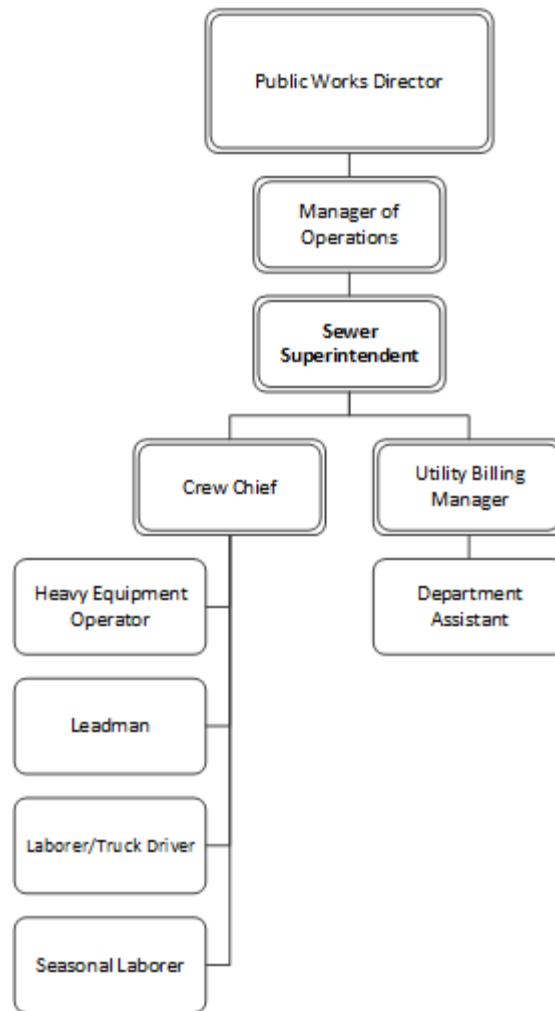 Public Works Director
Manager of
Operations
Sewer
Superintendent
Crew Chief
Utility Billing
Manager
Heavy Equipment
Operator
Department
Assistant
Leadman
Laborer/Truck Driver
Seasonal Laborer